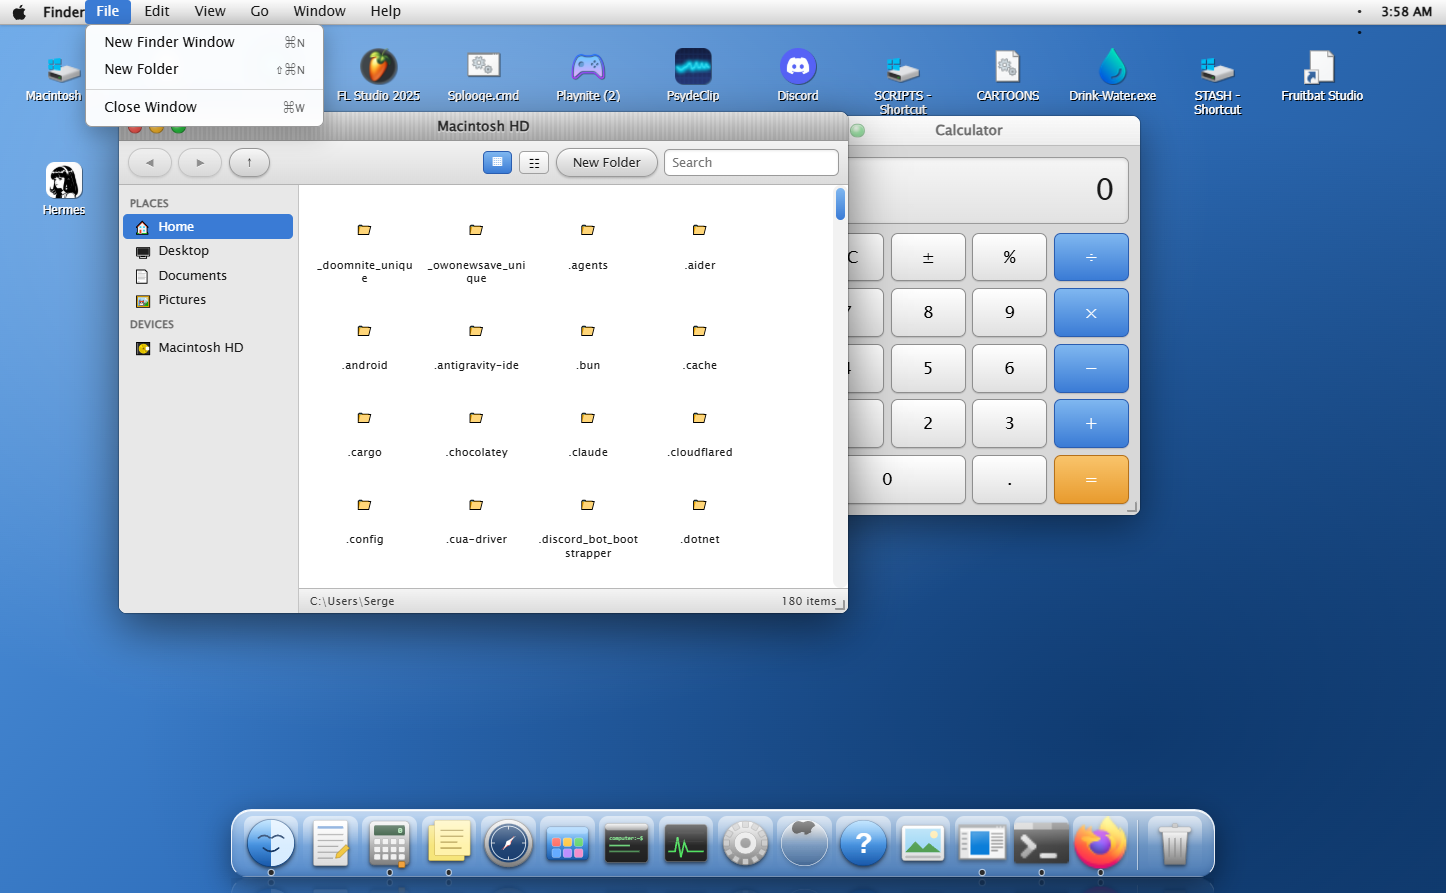 Finder File Edit View Go Window Help 3:58 AM
New Finder Window ⌘N
New Folder ⇧⌘N
Close Window ⌘W
Macintosh
FL Studio 2025
Splooge.cmd
Playnite (2)
PsydeClip
Discord
SCRIPTS -
Shortcut
CARTOONS
Drink-Water.exe
STASH -
Shortcut
Fruitbat Studio
Hermes
Macintosh HD
New Folder
Search
PLACES
Home
Desktop
Documents
Pictures
DEVICES
Macintosh HD
_doomnite_uniqu
e
_owonewsave_uni
que
.agents
.aider
.android
.antigravity-ide
.bun
.cache
.cargo
.chocolatey
.claude
.cloudflared
.config
.cua-driver
.discord_bot_boot
strapper
.dotnet
C:\Users\Serge
180 items
Calculator
0
C ± % ÷
8 9 ×
5 6 −
2 3 +
0 . =
computer:~$
?